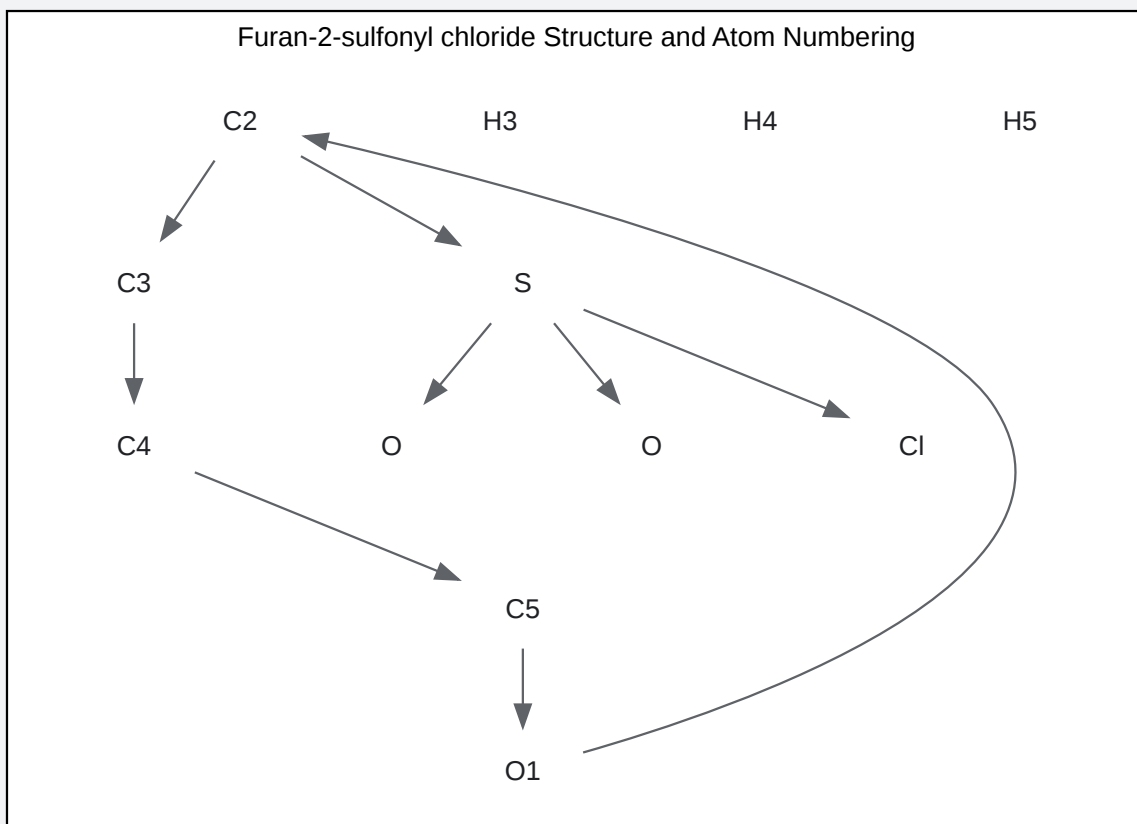 Furan-2-sulfonyl chloride Structure and Atom Numbering
C2 H3 H4 H5
C3 S
C4 O O Cl
C5
O1